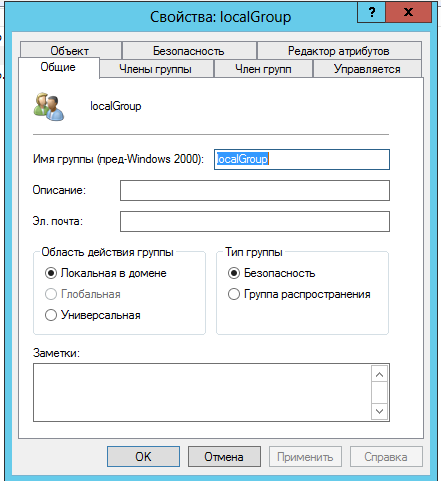 Свойства: localGroup
?
x
Объект
Безопасность
Редактор атрибутов
Общие
Члены группы
Член групп
Управляется
localGroup
Имя группы (пред-Windows 2000):
localGroup
Описание:
Эл. почта:
Область действия группы
Локальная в домене
Глобальная
Универсальная
Тип группы
Безопасность
Группа распространения
Заметки:
OK
Отмена
Применить
Справка